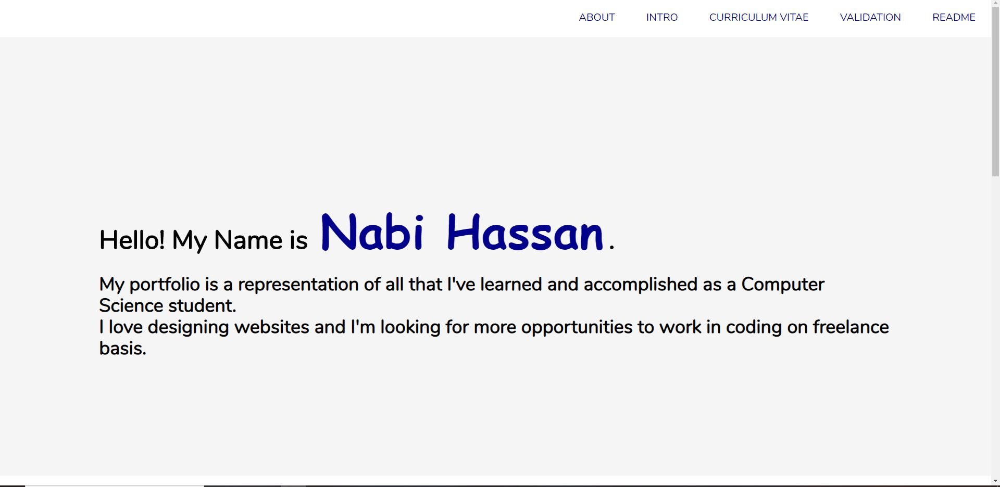 ABOUT INTRO CURRICULUM VITAE VALIDATION README
Hello! My Name is Nabi Hassan.
My portfolio is a representation of all that I've learned and accomplished as a Computer
Science student.
I love designing websites and I'm looking for more opportunities to work in coding on freelance
basis.